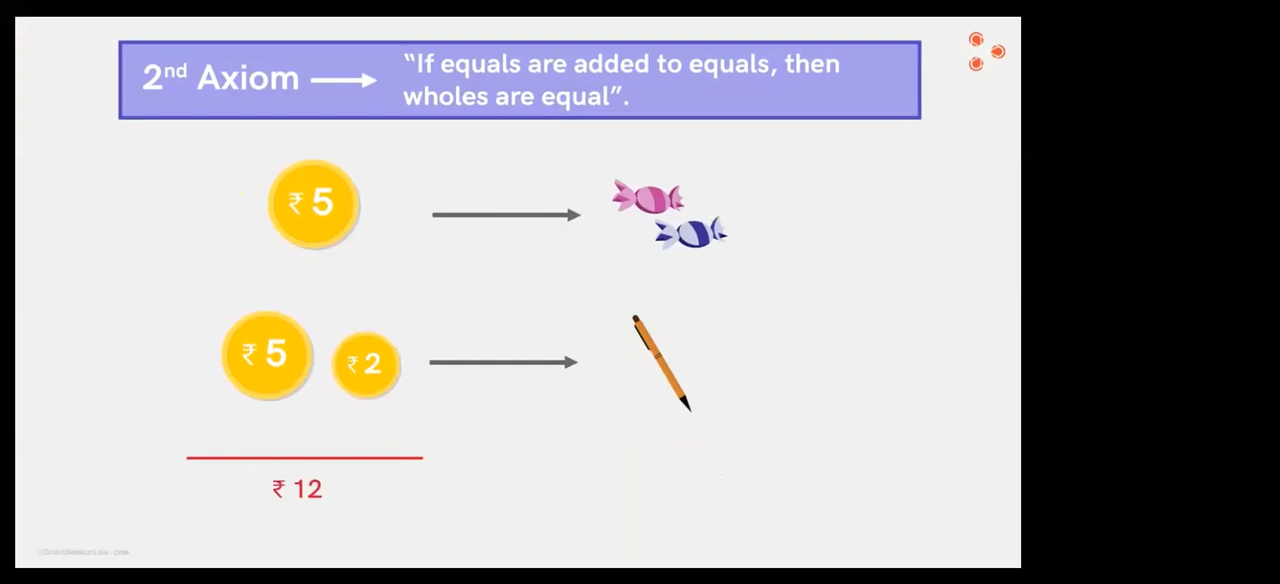 2nd Axiom
"If equals are added to equals, then
wholes are equal".
₹ 5
₹ 5
₹ 2
₹ 12